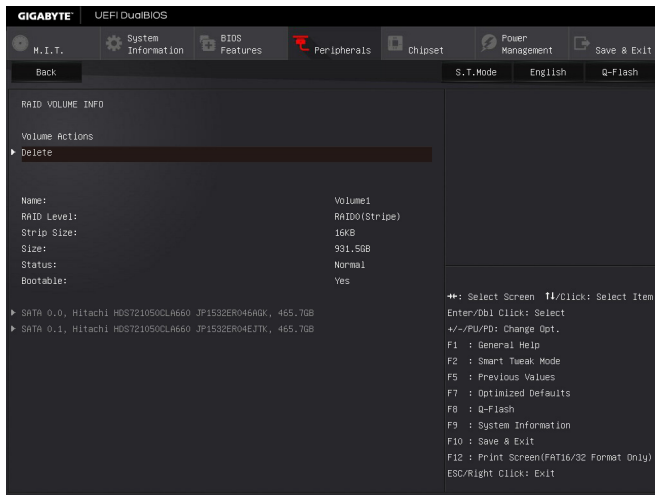 GIGABYTE™ UEFI DualBIOS
M.I.T. System Information BIOS Features Peripherals Chipset Power Management Save & Exit
Back S.T.Mode English Q-Flash
RAID VOLUME INFO
Volume Actions
Delete
Name: Volume1
RAID Level: RAID0(Stripe)
Strip Size: 16KB
Size: 931.5GB
Status: Normal
Bootable: Yes
SATA 0.0, Hitachi HDS721050CLA660 JP1532ER046AGK, 465.7GB
SATA 0.1, Hitachi HDS721050CLA660 JP1532ER04EJTK, 465.7GB
→←: Select Screen ↑↓/Click: Select Item
Enter/Dbl Click: Select
+/-/PU/PD: Change Opt.
F1 : General Help
F2 : Smart Tweak Mode
F5 : Previous Values
F7 : Optimized Defaults
F8 : Q-Flash
F9 : System Information
F10 : Save & Exit
F12 : Print Screen(FAT16/32 Format Only)
ESC/Right Click: Exit